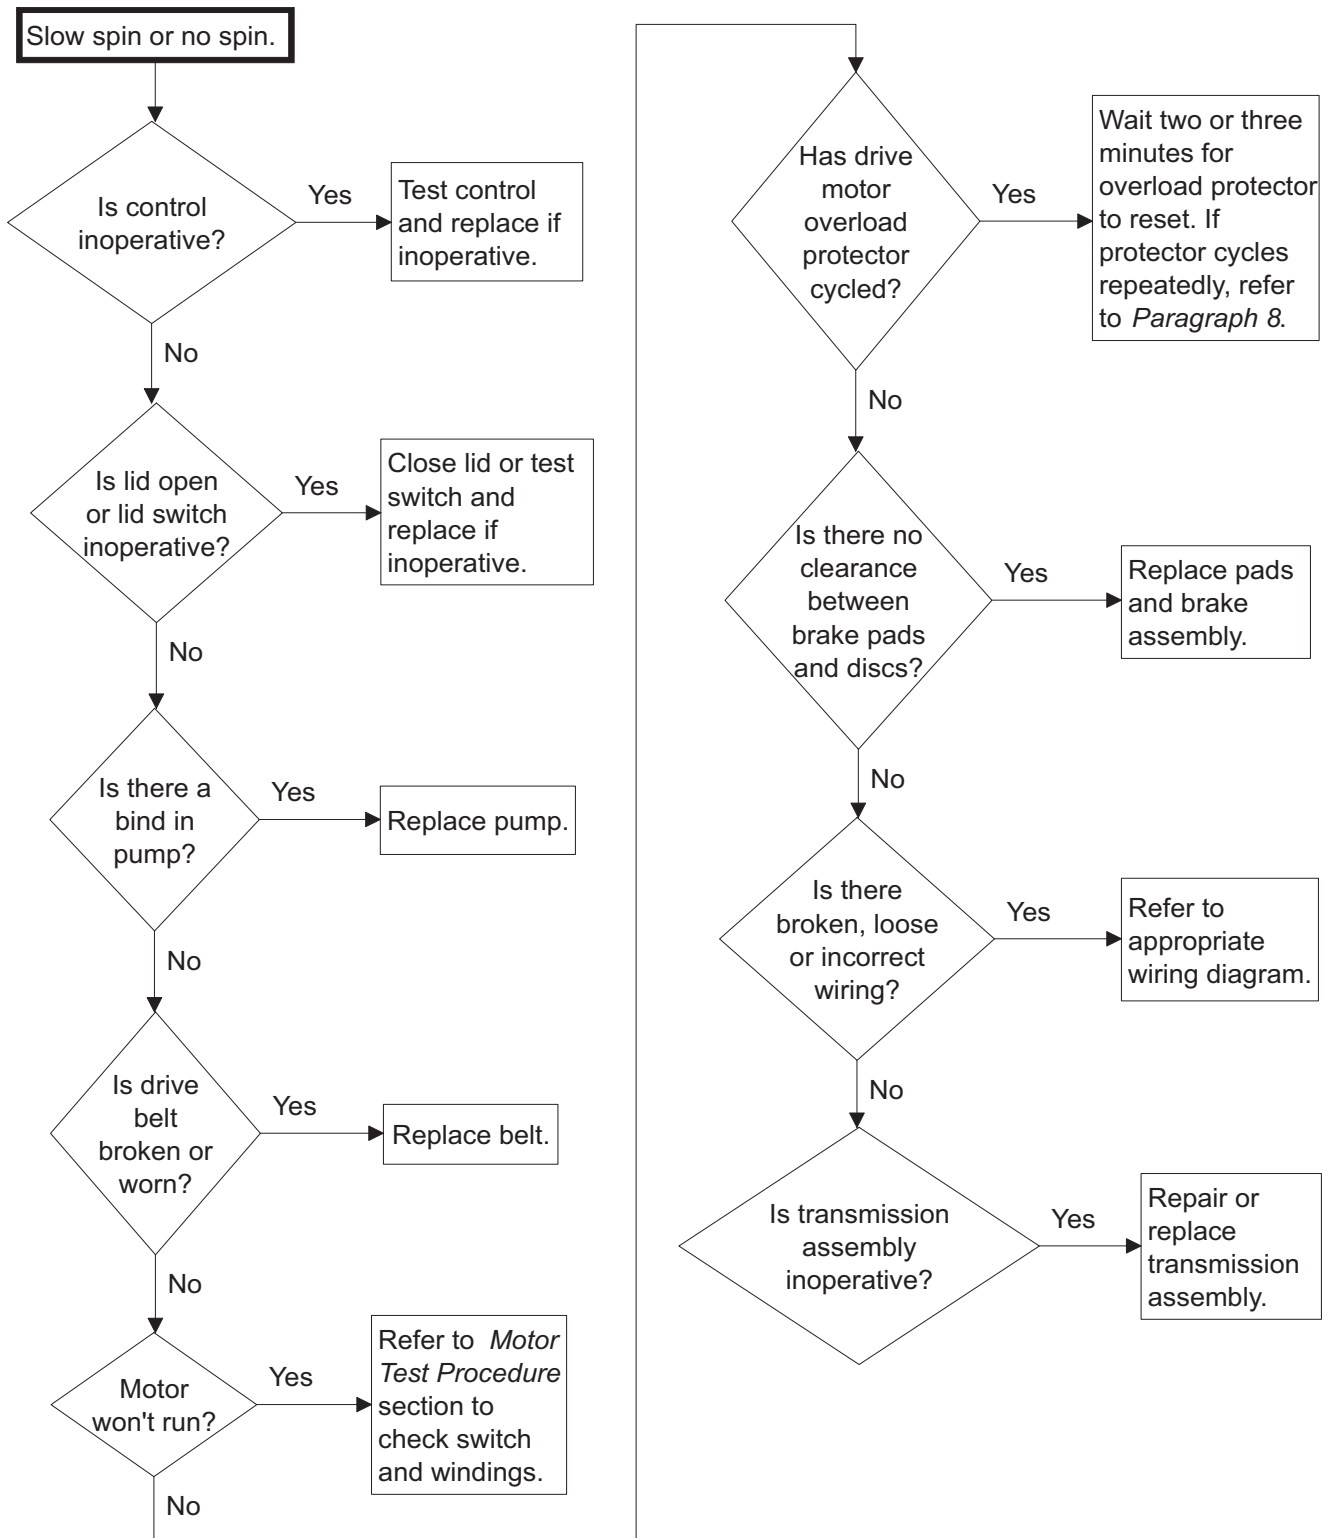 Slow spin or no spin.
Is control
inoperative?
Yes
Test control
and replace if
inoperative.
No
Is lid open
or lid switch
inoperative?
Yes
Close lid or test
switch and
replace if
inoperative.
No
Is there a
bind in
pump?
Yes
Replace pump.
No
Is drive
belt
broken or
worn?
Yes
Replace belt.
No
Motor
won't run?
Yes
Refer to Motor
Test Procedure
section to
check switch
and windings.
No
Has drive
motor
overload
protector
cycled?
Yes
Wait two or three
minutes for
overload protector
to reset. If
protector cycles
repeatedly, refer
to Paragraph 8.
No
Is there no
clearance
between
brake pads
and discs?
Yes
Replace pads
and brake
assembly.
No
Is there
broken, loose
or incorrect
wiring?
Yes
Refer to
appropriate
wiring diagram.
No
Is transmission
assembly
inoperative?
Yes
Repair or
replace
transmission
assembly.